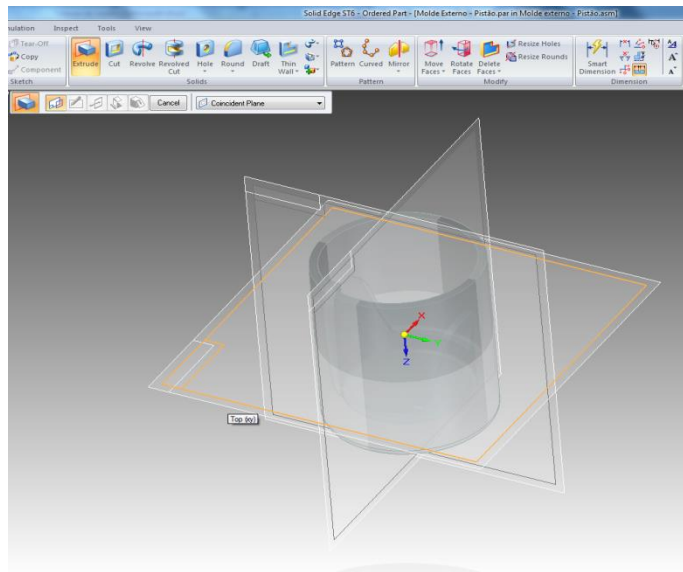 Solid Edge ST6 - Ordered Part - [Molde Externo - Pistão.par in Molde externo - Pistao.asm]
mulation Inspect Tools View
Tear-Off
Copy
Component
Extrude Cut Revolve Revolved Cut Hole Round Draft Thin Wall
Pattern Curved Mirror
Move Faces Rotate Faces Delete Faces
Resize Holes
Resize Rounds
Smart Dimension
Sketch Solids Pattern Modify Dimension
Cancel Coincident Plane
X
Y
Z
Top (xy)